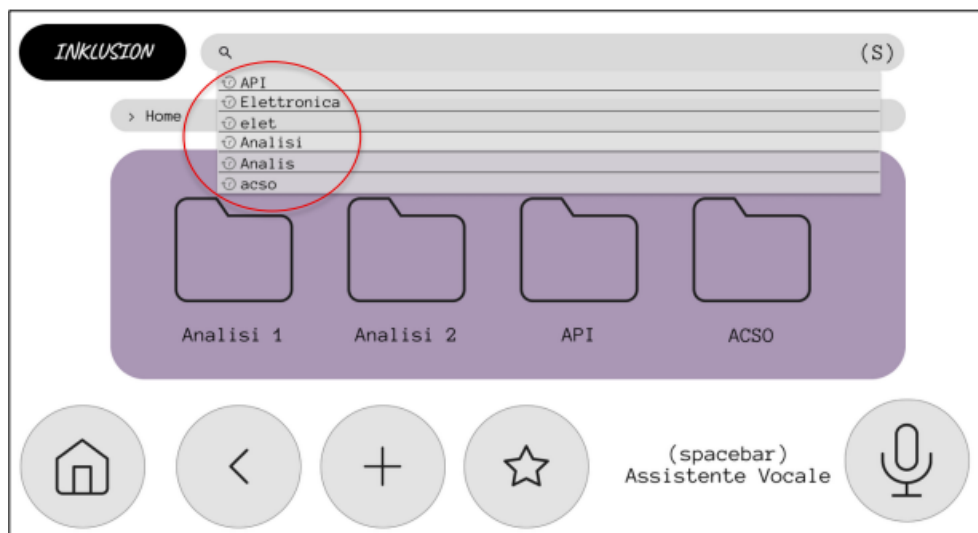 INKLUSION
(S)
API
Elettronica
> Home
elet
Analisi
Analis
acso
Analisi 1
Analisi 2
API
ACSO
(spacebar)
Assistente Vocale